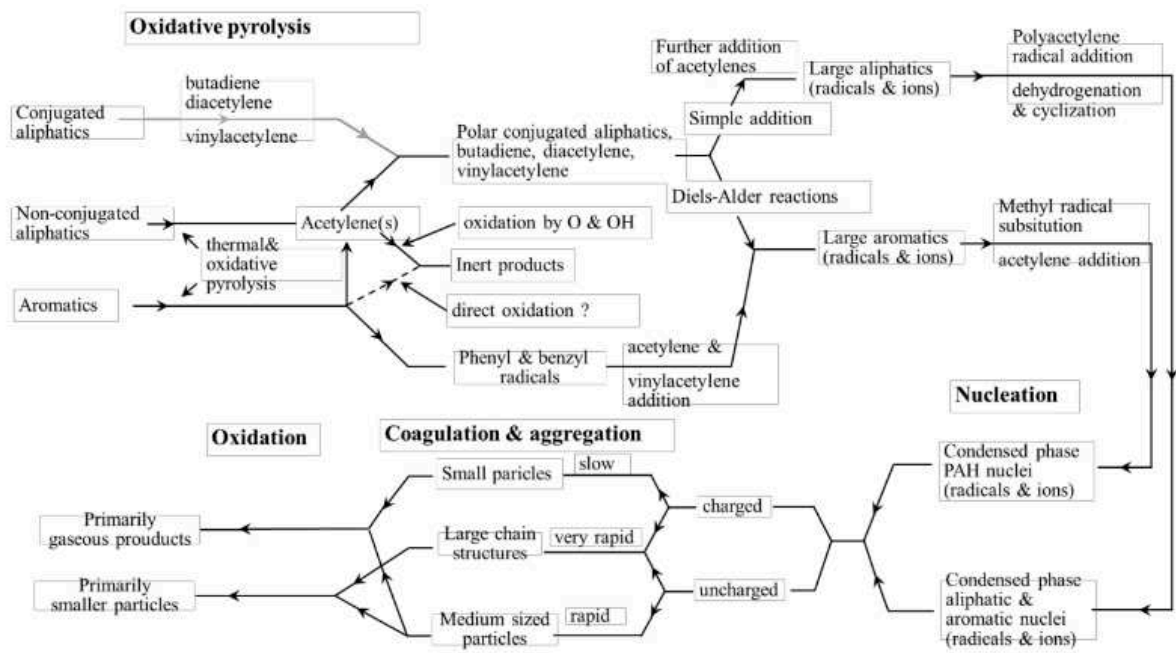 Oxidative pyrolysis
Conjugated
aliphatics
butadiene
diacetylene
vinylacetylene
Non-conjugated
aliphatics
Acetylene(s)
thermal&
oxidative
pyrolysis
Aromatics
Polar conjugated aliphatics,
butadiene, diacetylene,
vinylacetylene
oxidation by O & OH
Inert products
direct oxidation ?
Phenyl & benzyl
radicals
acetylene &
vinylacetylene
addition
Further addition
of acetylenes
Simple addition
Diels-Alder reactions
Large aliphatics
(radicals & ions)
Polyacetylene
radical addition
dehydrogenation
& cyclization
Large aromatics
(radicals & ions)
Methyl radical
subsitution
acetylene addition
Nucleation
Condensed phase
PAH nuclei
(radicals & ions)
Condensed phase
aliphatic &
aromatic nuclei
(radicals & ions)
Coagulation & aggregation
charged
uncharged
slow
very rapid
rapid
Small paricles
Large chain
structures
Medium sized
particles
Oxidation
Primarily
gaseous prouducts
Primarily
smaller particles